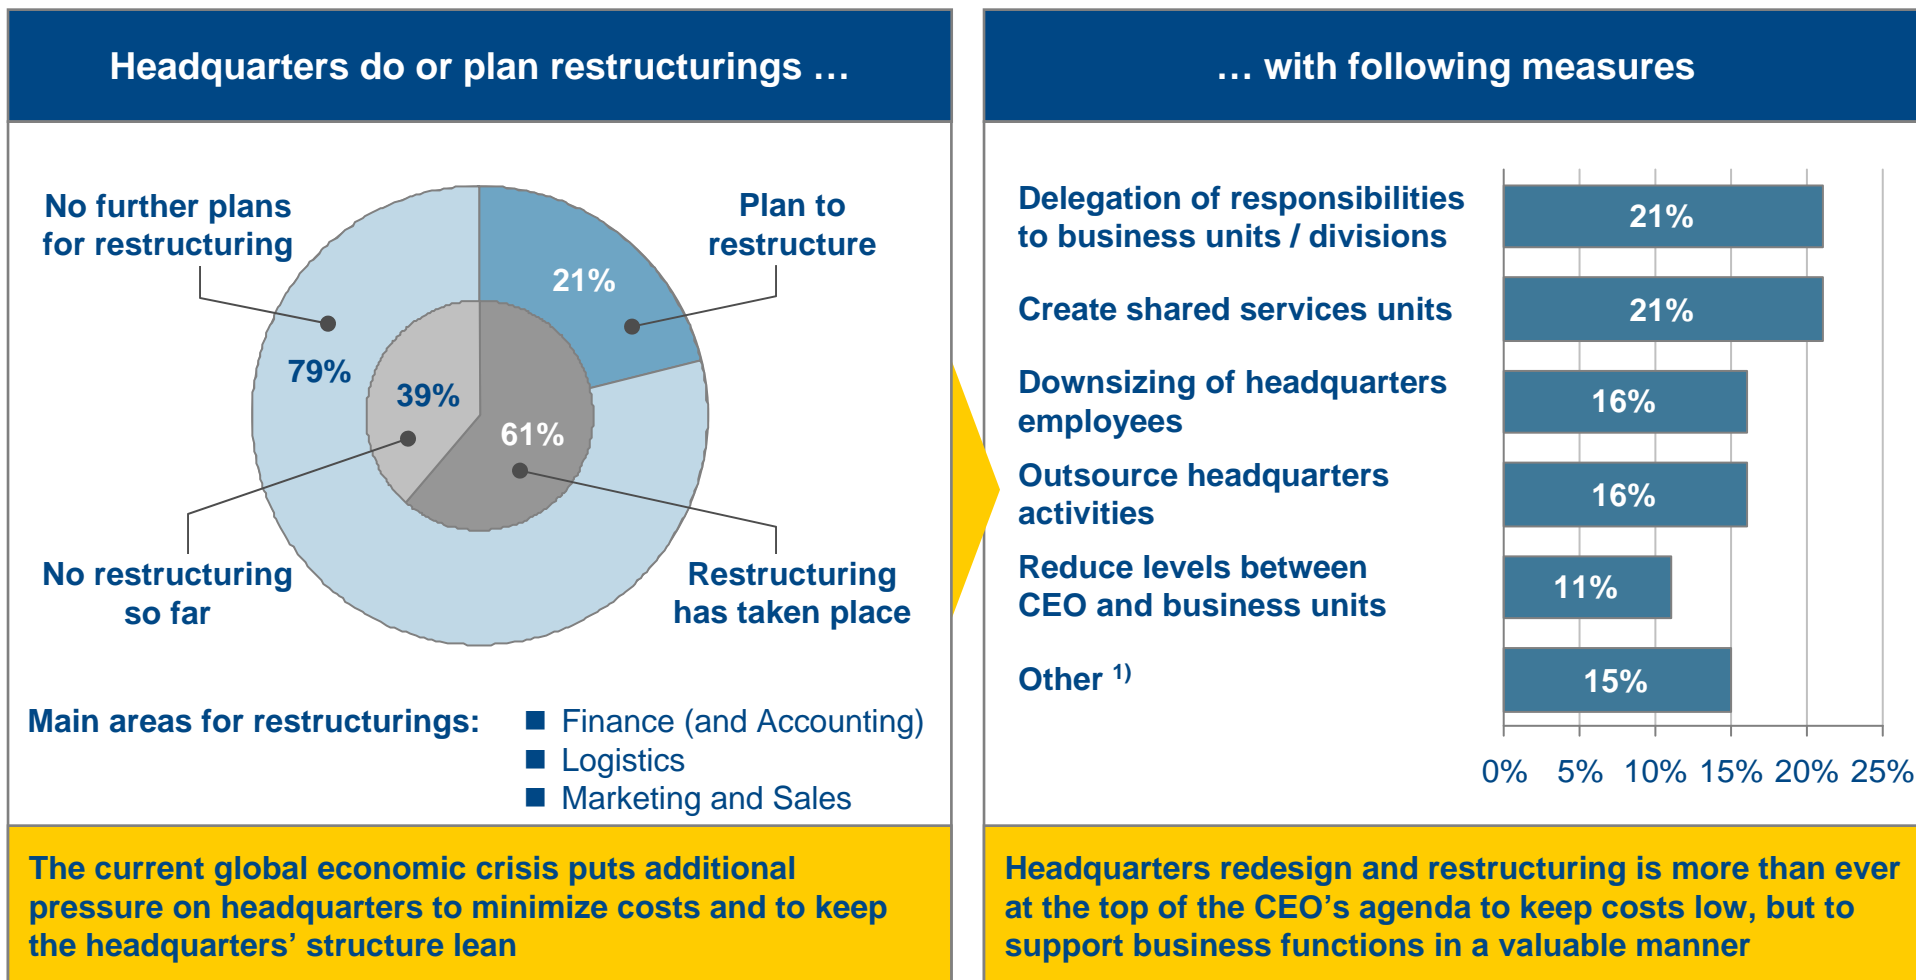 Headquarters do or plan restructurings …
No further plans
for restructuring
Plan to
restructure
21%
79%
39%
61%
No restructuring
so far
Restructuring
has taken place
Main areas for restructurings:
Finance (and Accounting)
Logistics
Marketing and Sales
The current global economic crisis puts additional
pressure on headquarters to minimize costs and to keep
the headquarters’ structure lean
… with following measures
Delegation of responsibilities
to business units / divisions
21%
Create shared services units
21%
Downsizing of headquarters
employees
16%
Outsource headquarters
activities
16%
Reduce levels between
CEO and business units
11%
Other 1)
15%
0% 5% 10% 15% 20% 25%
Headquarters redesign and restructuring is more than ever
at the top of the CEO’s agenda to keep costs low, but to
support business functions in a valuable manner